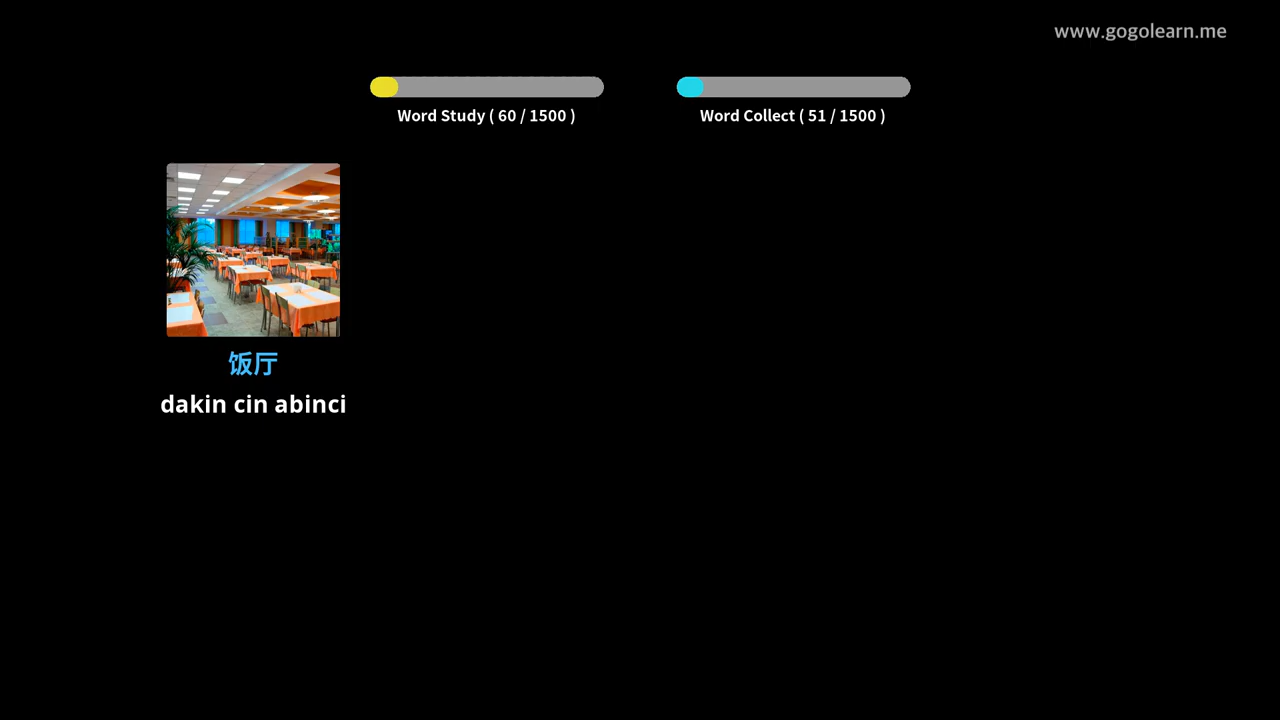 www.gogolearn.me
Word Study ( 60 / 1500 )
Word Collect ( 51 / 1500 )
饭厅
dakin cin abinci